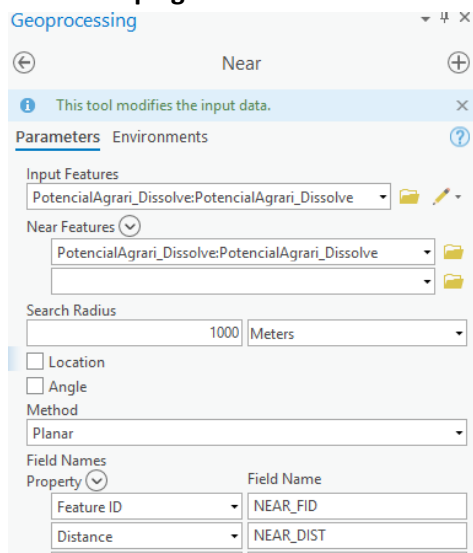 Geoprocessing
Near
This tool modifies the input data.
Parameters Environments
Input Features
PotencialAgrari_Dissolve:PotencialAgrari_Dissolve
Near Features
PotencialAgrari_Dissolve:PotencialAgrari_Dissolve
Search Radius
1000 Meters
Location
Angle
Method
Planar
Field Names
Property Field Name
Feature ID NEAR_FID
Distance NEAR_DIST